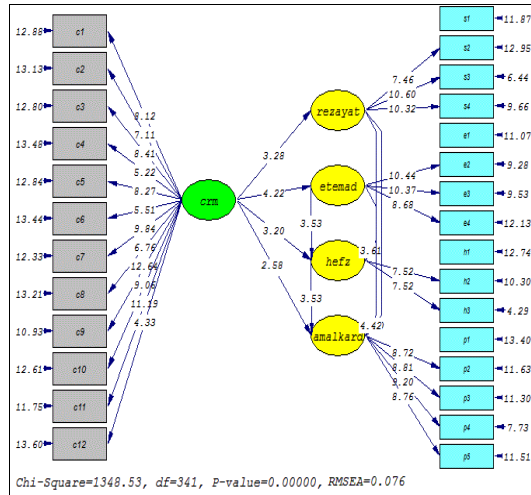 12.88 c1
13.13 c2
12.80 c3
13.48 c4
12.84 c5
13.44 c6
12.33 c7
13.21 c8
10.93 c9
12.61 c10
11.75 c11
13.60 c12
8.12
7.11
8.41
5.22
8.27
5.51
9.84
6.76
12.64
9.06
11.19
4.33
crm
3.28
4.22
3.20
2.58
rezayat
etemad
3.53
hefz
3.53
amalkard
3.61
4.42
7.46
10.60
10.32
10.44
10.37
8.68
7.52
7.52
8.72
8.81
9.20
8.76
s1 11.87
s2 12.95
s3 6.44
s4 9.66
e1 11.07
e2 9.28
e3 9.53
e4 12.13
h1 12.74
h2 10.30
h3 4.29
p1 13.40
p2 11.63
p3 11.30
p4 7.73
p5 11.51
Chi-Square=1348.53, df=341, P-value=0.00000, RMSEA=0.076